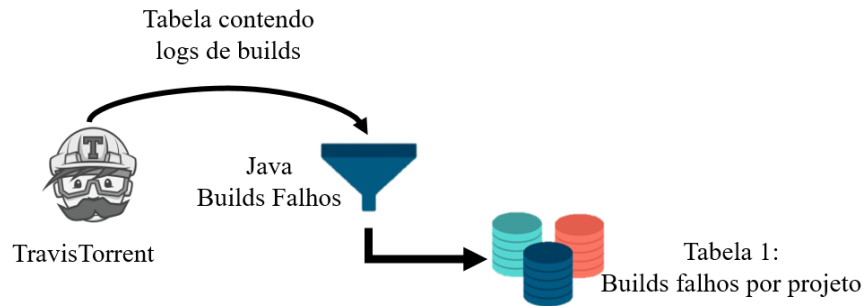 Tabela contendo
logs de builds
T
Java
Builds Falhos
TravisTorrent
Tabela 1:
Builds falhos por projeto